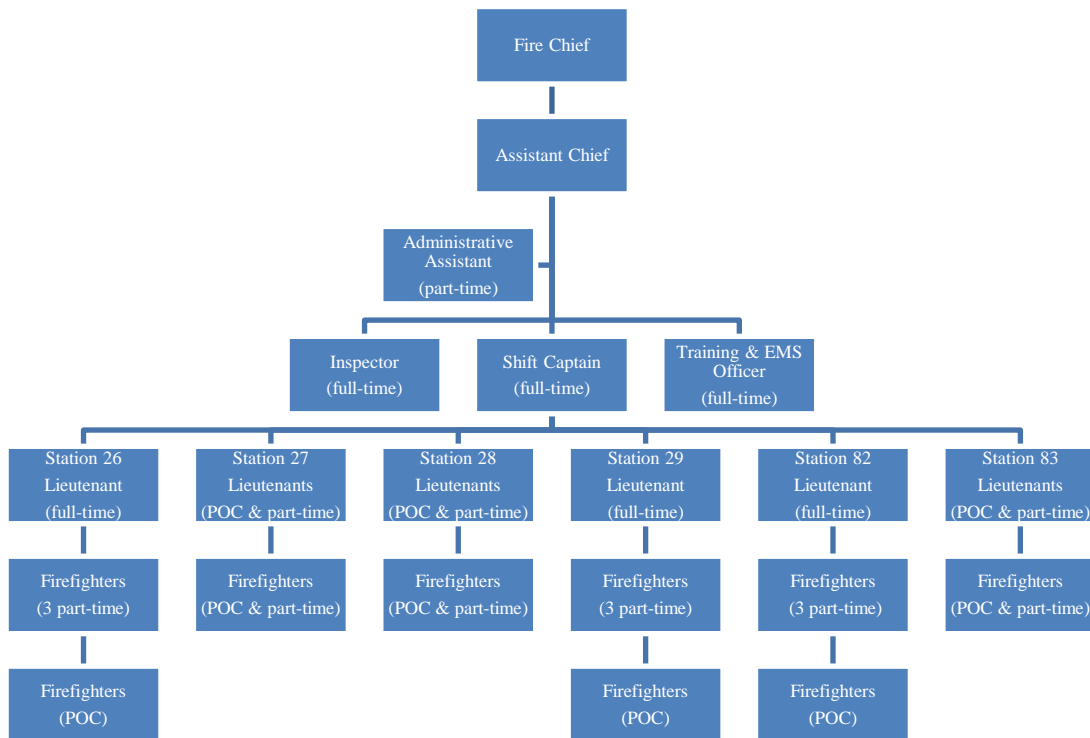 Fire Chief
Assistant Chief
Administrative
Assistant
(part-time)
Inspector
(full-time)
Shift Captain
(full-time)
Training & EMS
Officer
(full-time)
Station 26
Lieutenant
(full-time)
Station 27
Lieutenants
(POC & part-time)
Station 28
Lieutenants
(POC & part-time)
Station 29
Lieutenant
(full-time)
Station 82
Lieutenant
(full-time)
Station 83
Lieutenants
(POC & part-time)
Firefighters
(3 part-time)
Firefighters
(POC & part-time)
Firefighters
(POC & part-time)
Firefighters
(3 part-time)
Firefighters
(3 part-time)
Firefighters
(POC & part-time)
Firefighters
(POC)
Firefighters
(POC)
Firefighters
(POC)